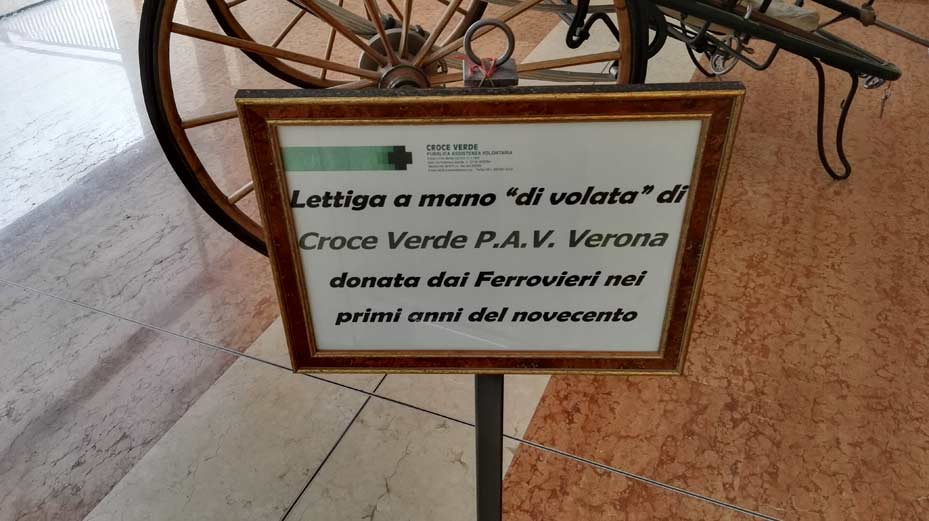 CROCE VERDE
PUBBLICA ASSISTENZA VOLONTARIA
Lettiga a mano "di volata" di
Croce Verde P.A.V. Verona
donata dai Ferrovieri nei
primi anni del novecento